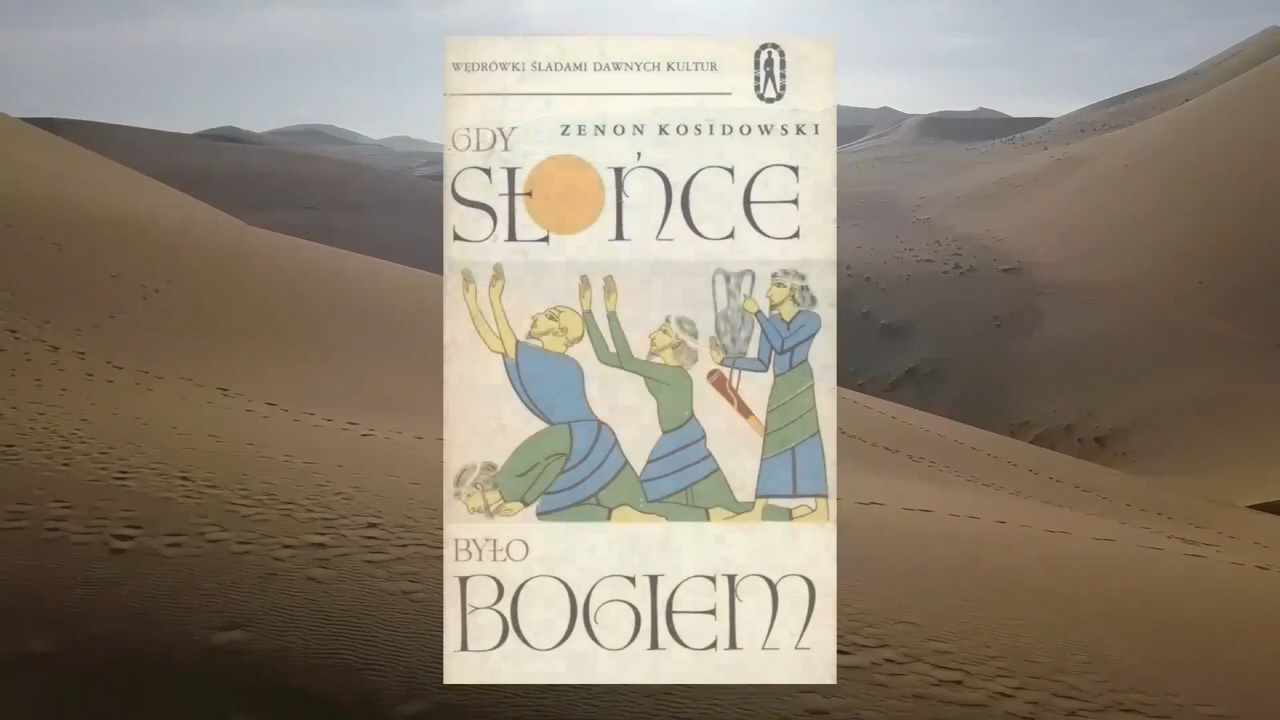 WĘDRÓWKI ŚLADAMI DAWNYCH KULTUR
ZENON KOSIDOWSKI
GDY
SŁOŃCE
BYŁO
BOGIEM